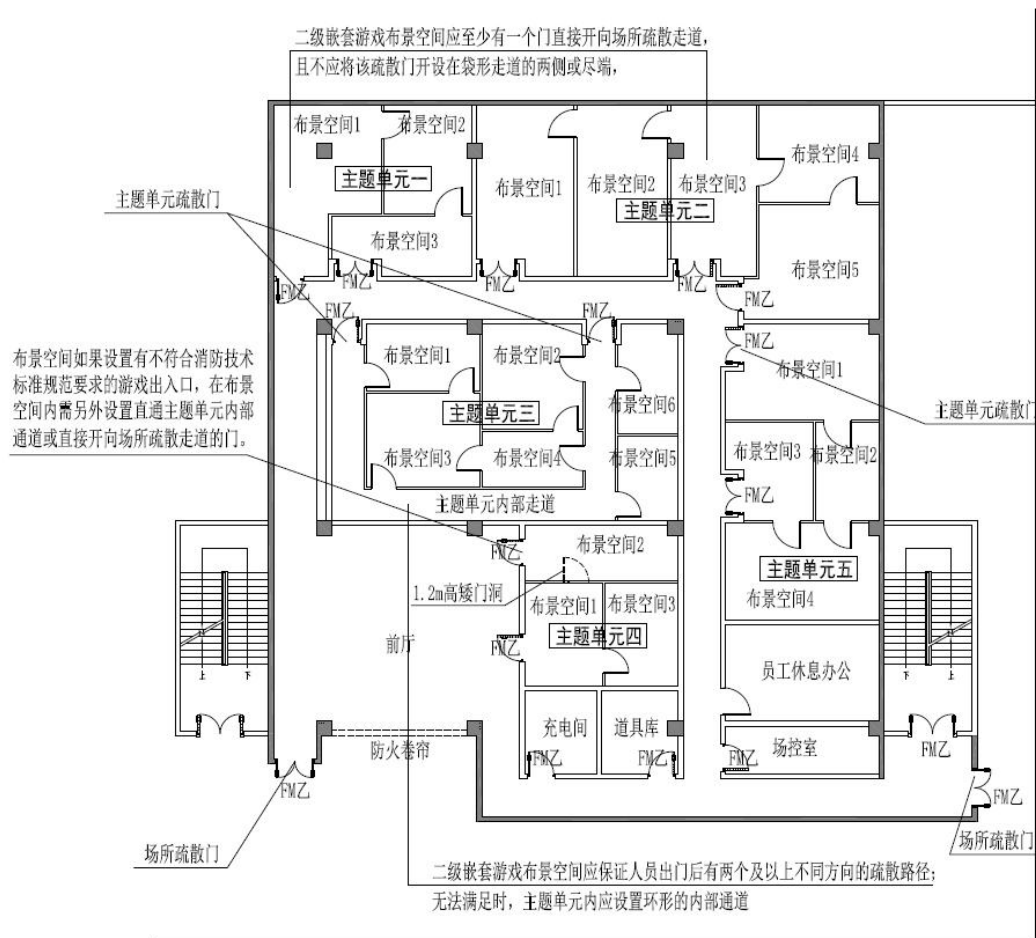 二级嵌套游戏布景空间应至少有一个门直接开向场所疏散走道，
且不应将该疏散门开设在袋形走道的两侧或尽端，
布景空间1
布景空间2
主题单元一
布景空间3
布景空间1
布景空间2
布景空间3
主题单元二
布景空间4
布景空间5
主题单元疏散门
FM乙
FM乙
FM乙
FM乙
FM乙
FM乙
FM乙
布景空间如果设置有不符合消防技术
标准规范要求的游戏出入口，在布景
空间内需另外设置直通主题单元内部
通道或直接开向场所疏散走道的门。
布景空间1
布景空间2
主题单元三
布景空间3
布景空间4
布景空间6
布景空间5
主题单元内部走道
FM乙
布景空间1
主题单元疏散门
布景空间3
布景空间2
FM乙
主题单元五
布景空间4
FM乙
布景空间2
1.2m高矮门洞
布景空间1
布景空间3
主题单元四
FM乙
前厅
上
下
下
上
员工休息办公
充电间
道具库
FM乙
FM乙
场控室
FM乙
防火卷帘
FM乙
FM乙
FM乙
场所疏散门
场所疏散门
二级嵌套游戏布景空间应保证人员出门后有两个及以上不同方向的疏散路径；
无法满足时，主题单元内应设置环形的内部通道